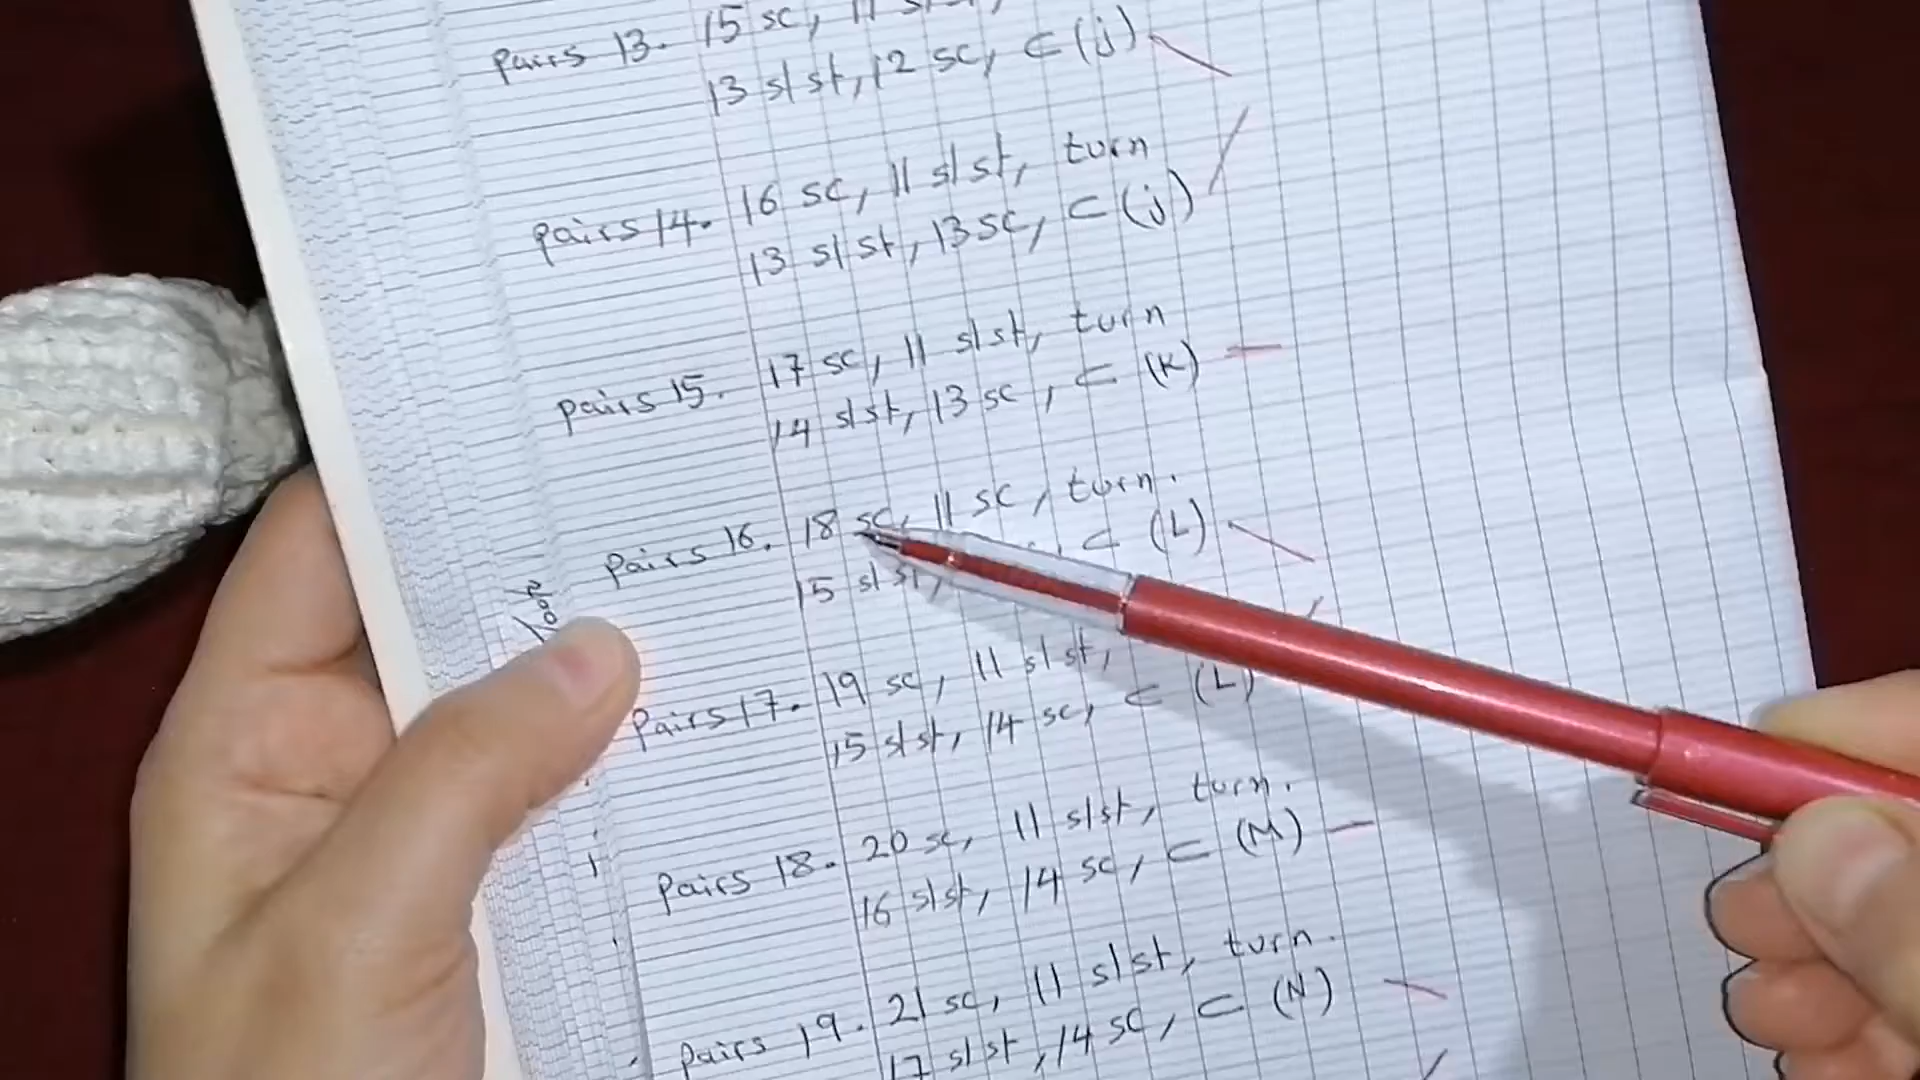 pairs 13. 15 sc, 11
13 sl st, 12 sc, ⊂ (j)
pairs 14. 16 sc, 11 sl st, turn
13 sl st, 13 sc, ⊂ (j)
pairs 15. 17 sc, 11 sl st, turn
14 sl st, 13 sc, ⊂ (K)
pairs 16. 18 sc, 11 sc, turn.
15 sl st, ⊂ (L)
pairs 17. 19 sc, 11 sl st,
15 sl st, 14 sc, ⊂ (L)
pairs 18. 20 sc, 11 sl st, turn.
16 sl st, 14 sc, ⊂ (M)
pairs 19. 21 sc, 11 sl st, turn.
17 sl st, 14 sc, ⊂ (N)